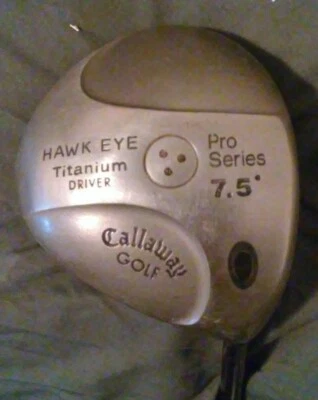 HAWK EYE
Titanium
DRIVER
Pro
Series
7.5°
Callaway
GOLF